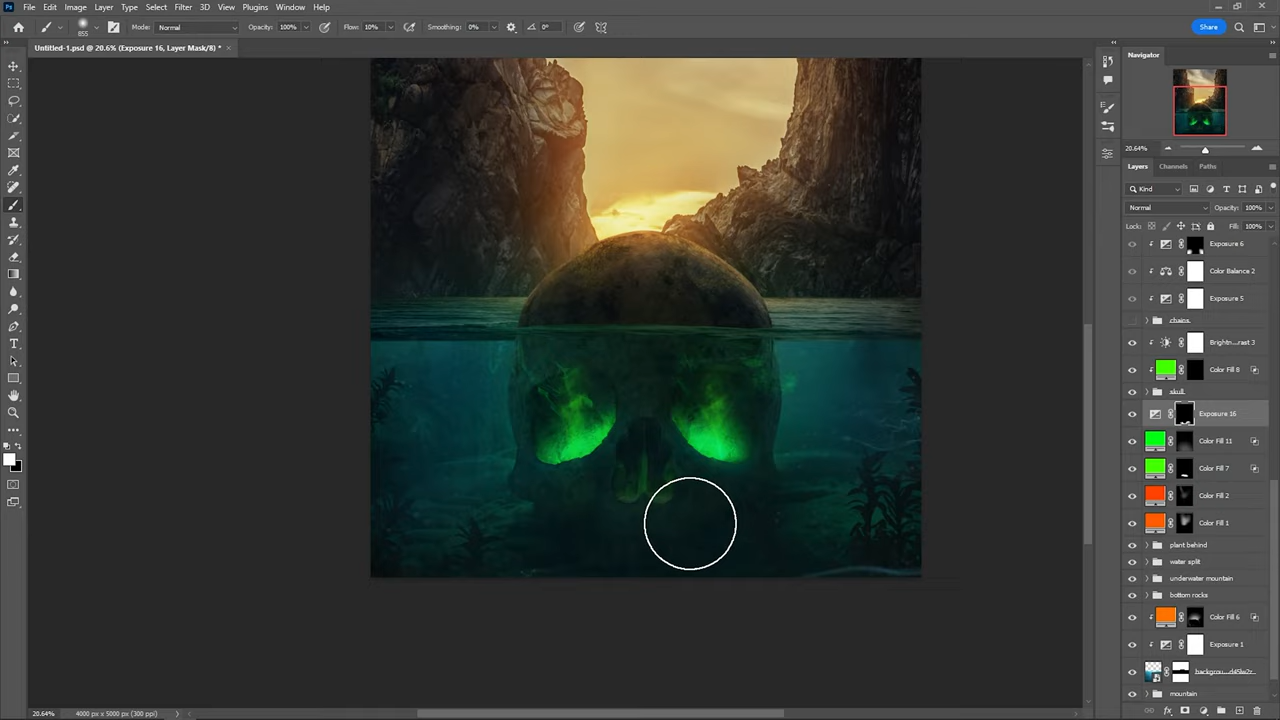 Ps File Edit Image Layer Type Select Filter 3D View Plugins Window Help
855 Mode: Normal Opacity: 100% Flow: 10% Smoothing: 0% 0° Share
Untitled-1.psd @ 20.6% (Exposure 16, Layer Mask/8) *
Navigator
20.64%
Layers Channels Paths
Kind
Normal Opacity: 100%
Lock: Fill: 100%
Exposure 6
Color Balance 2
Exposure 5
chains
Brightn...rast 3
Color Fill 8
skull
Exposure 16
Color Fill 11
Color Fill 7
Color Fill 2
Color Fill 1
plant behind
water split
underwater mountain
bottom rocks
Color Fill 6
Exposure 1
mountain
20.64% 4000 px x 5000 px (300 ppi)
fx